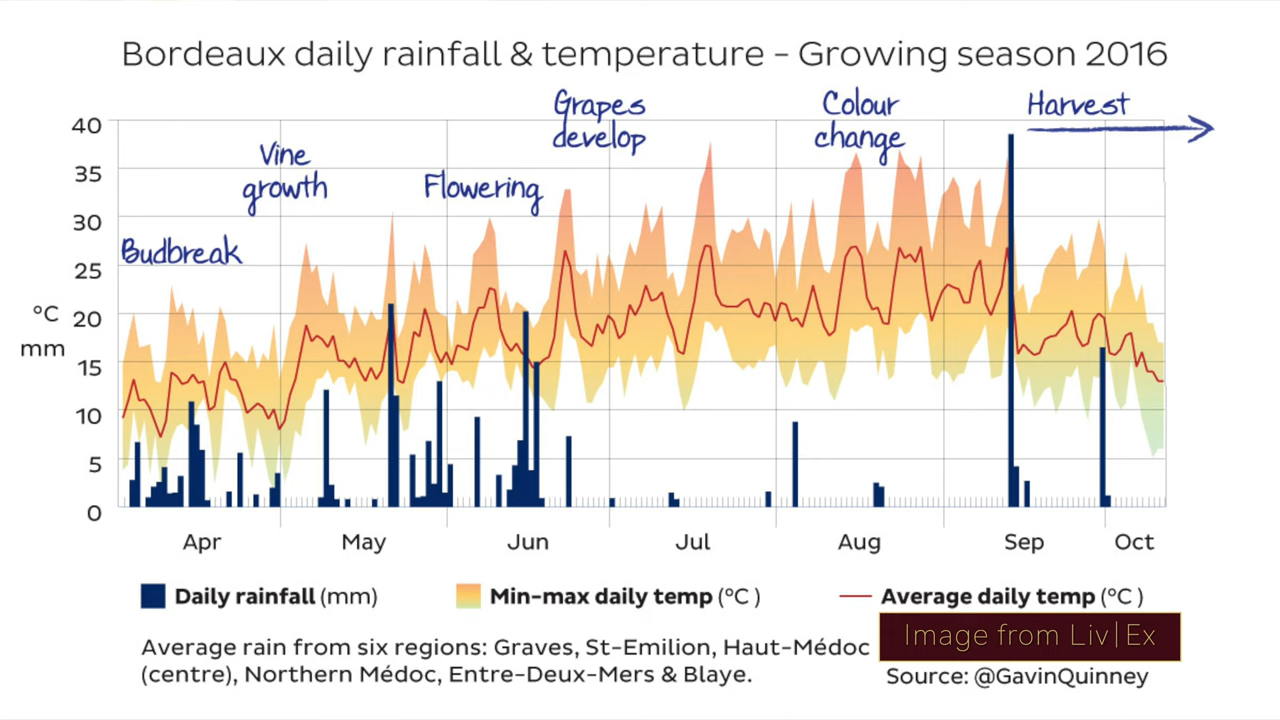 Bordeaux daily rainfall & temperature – Growing season 2016
Grapes
develop
Colour
change
Harvest
Vine
growth
Flowering
Budbreak
40
35
30
25
°C
20
mm
15
10
5
0
Apr
May
Jun
Jul
Aug
Sep
Oct
Daily rainfall (mm)
Min-max daily temp (°C )
Average daily temp (°C )
Average rain from six regions: Graves, St-Emilion, Haut-Médoc
(centre), Northern Médoc, Entre-Deux-Mers & Blaye.
Image from Liv|Ex
Source: @GavinQuinney